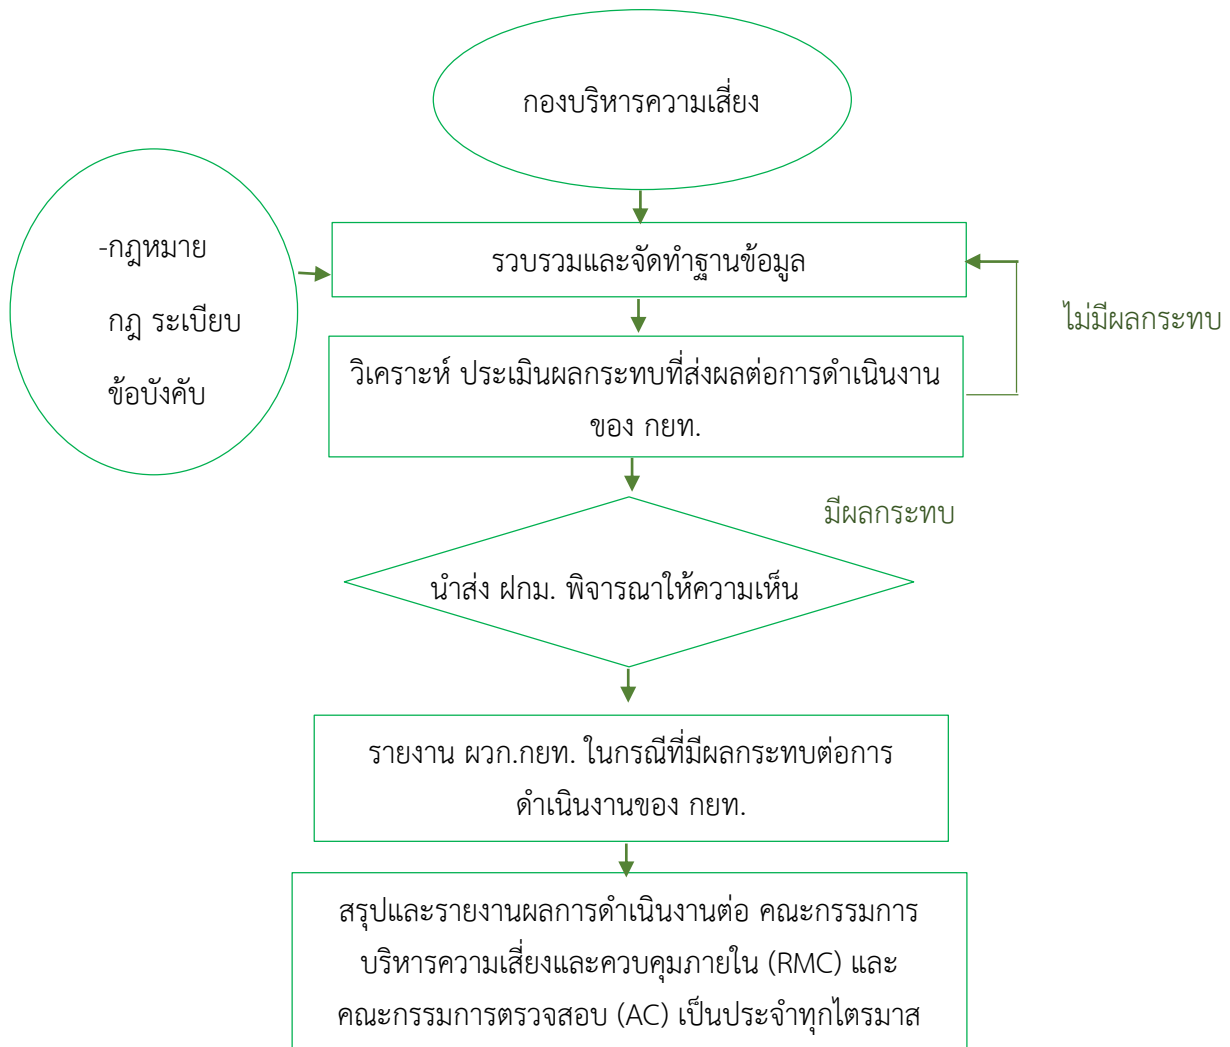 กองบริหารความเสี่ยง
-กฎหมาย
กฎ ระเบียบ
ข้อบังคับ
รวบรวมและจัดทำฐานข้อมูล
ไม่มีผลกระทบ
วิเคราะห์ ประเมินผลกระทบที่ส่งผลต่อการดำเนินงาน
ของ กยท.
มีผลกระทบ
นำส่ง ฝกม. พิจารณาให้ความเห็น
รายงาน ผวก.กยท. ในกรณีที่มีผลกระทบต่อการ
ดำเนินงานของ กยท.
สรุปและรายงานผลการดำเนินงานต่อ คณะกรรมการ
บริหารความเสี่ยงและควบคุมภายใน (RMC) และ
คณะกรรมการตรวจสอบ (AC) เป็นประจำทุกไตรมาส